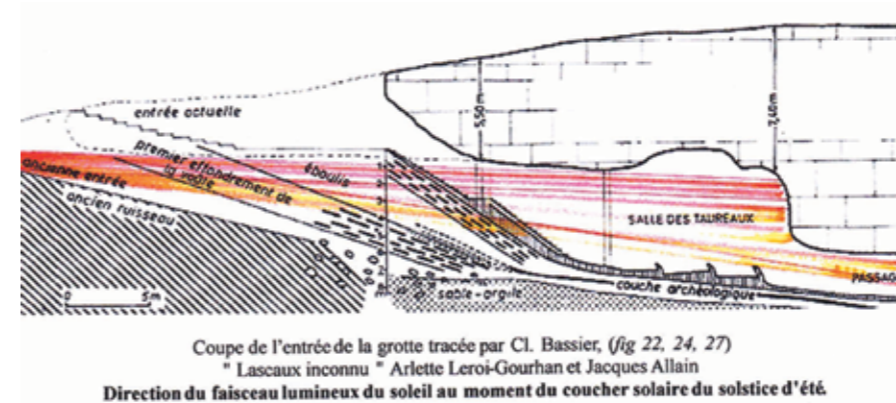 entrée actuelle
5,50m
7,40m
premier effondrement de
la voûte
éboulis
ancienne entrée
ancien ruisseau
SALLE DES TAUREAUX
PASSAG
couche archéologique
sable-argile
0 5m
Coupe de l'entrée de la grotte tracée par Cl. Bassier, (fig 22, 24, 27)
" Lascaux inconnu " Arlette Leroi-Gourhan et Jacques Allain
Direction du faisceau lumineux du soleil au moment du coucher solaire du solstice d'été.